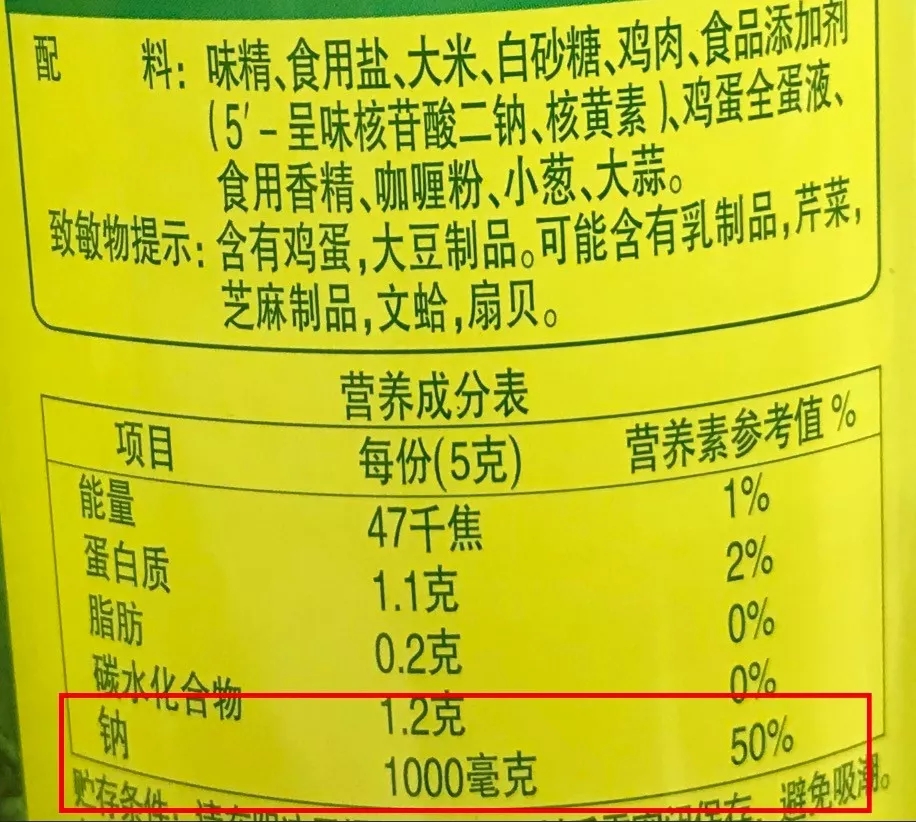 配 料：味精、食用盐、大米、白砂糖、鸡肉、食品添加剂
(5′-呈味核苷酸二钠、核黄素)、鸡蛋全蛋液、
食用香精、咖喱粉、小葱、大蒜。
致敏物提示：含有鸡蛋,大豆制品。可能含有乳制品,芹菜,
芝麻制品,文蛤,扇贝。
营养成分表
项目 每份(5克) 营养素参考值%
能量 47千焦 1%
蛋白质 1.1克 2%
脂肪 0.2克 0%
碳水化合物 1.2克 0%
钠 1000毫克 50%
贮存条件：请 保存，避免吸潮。